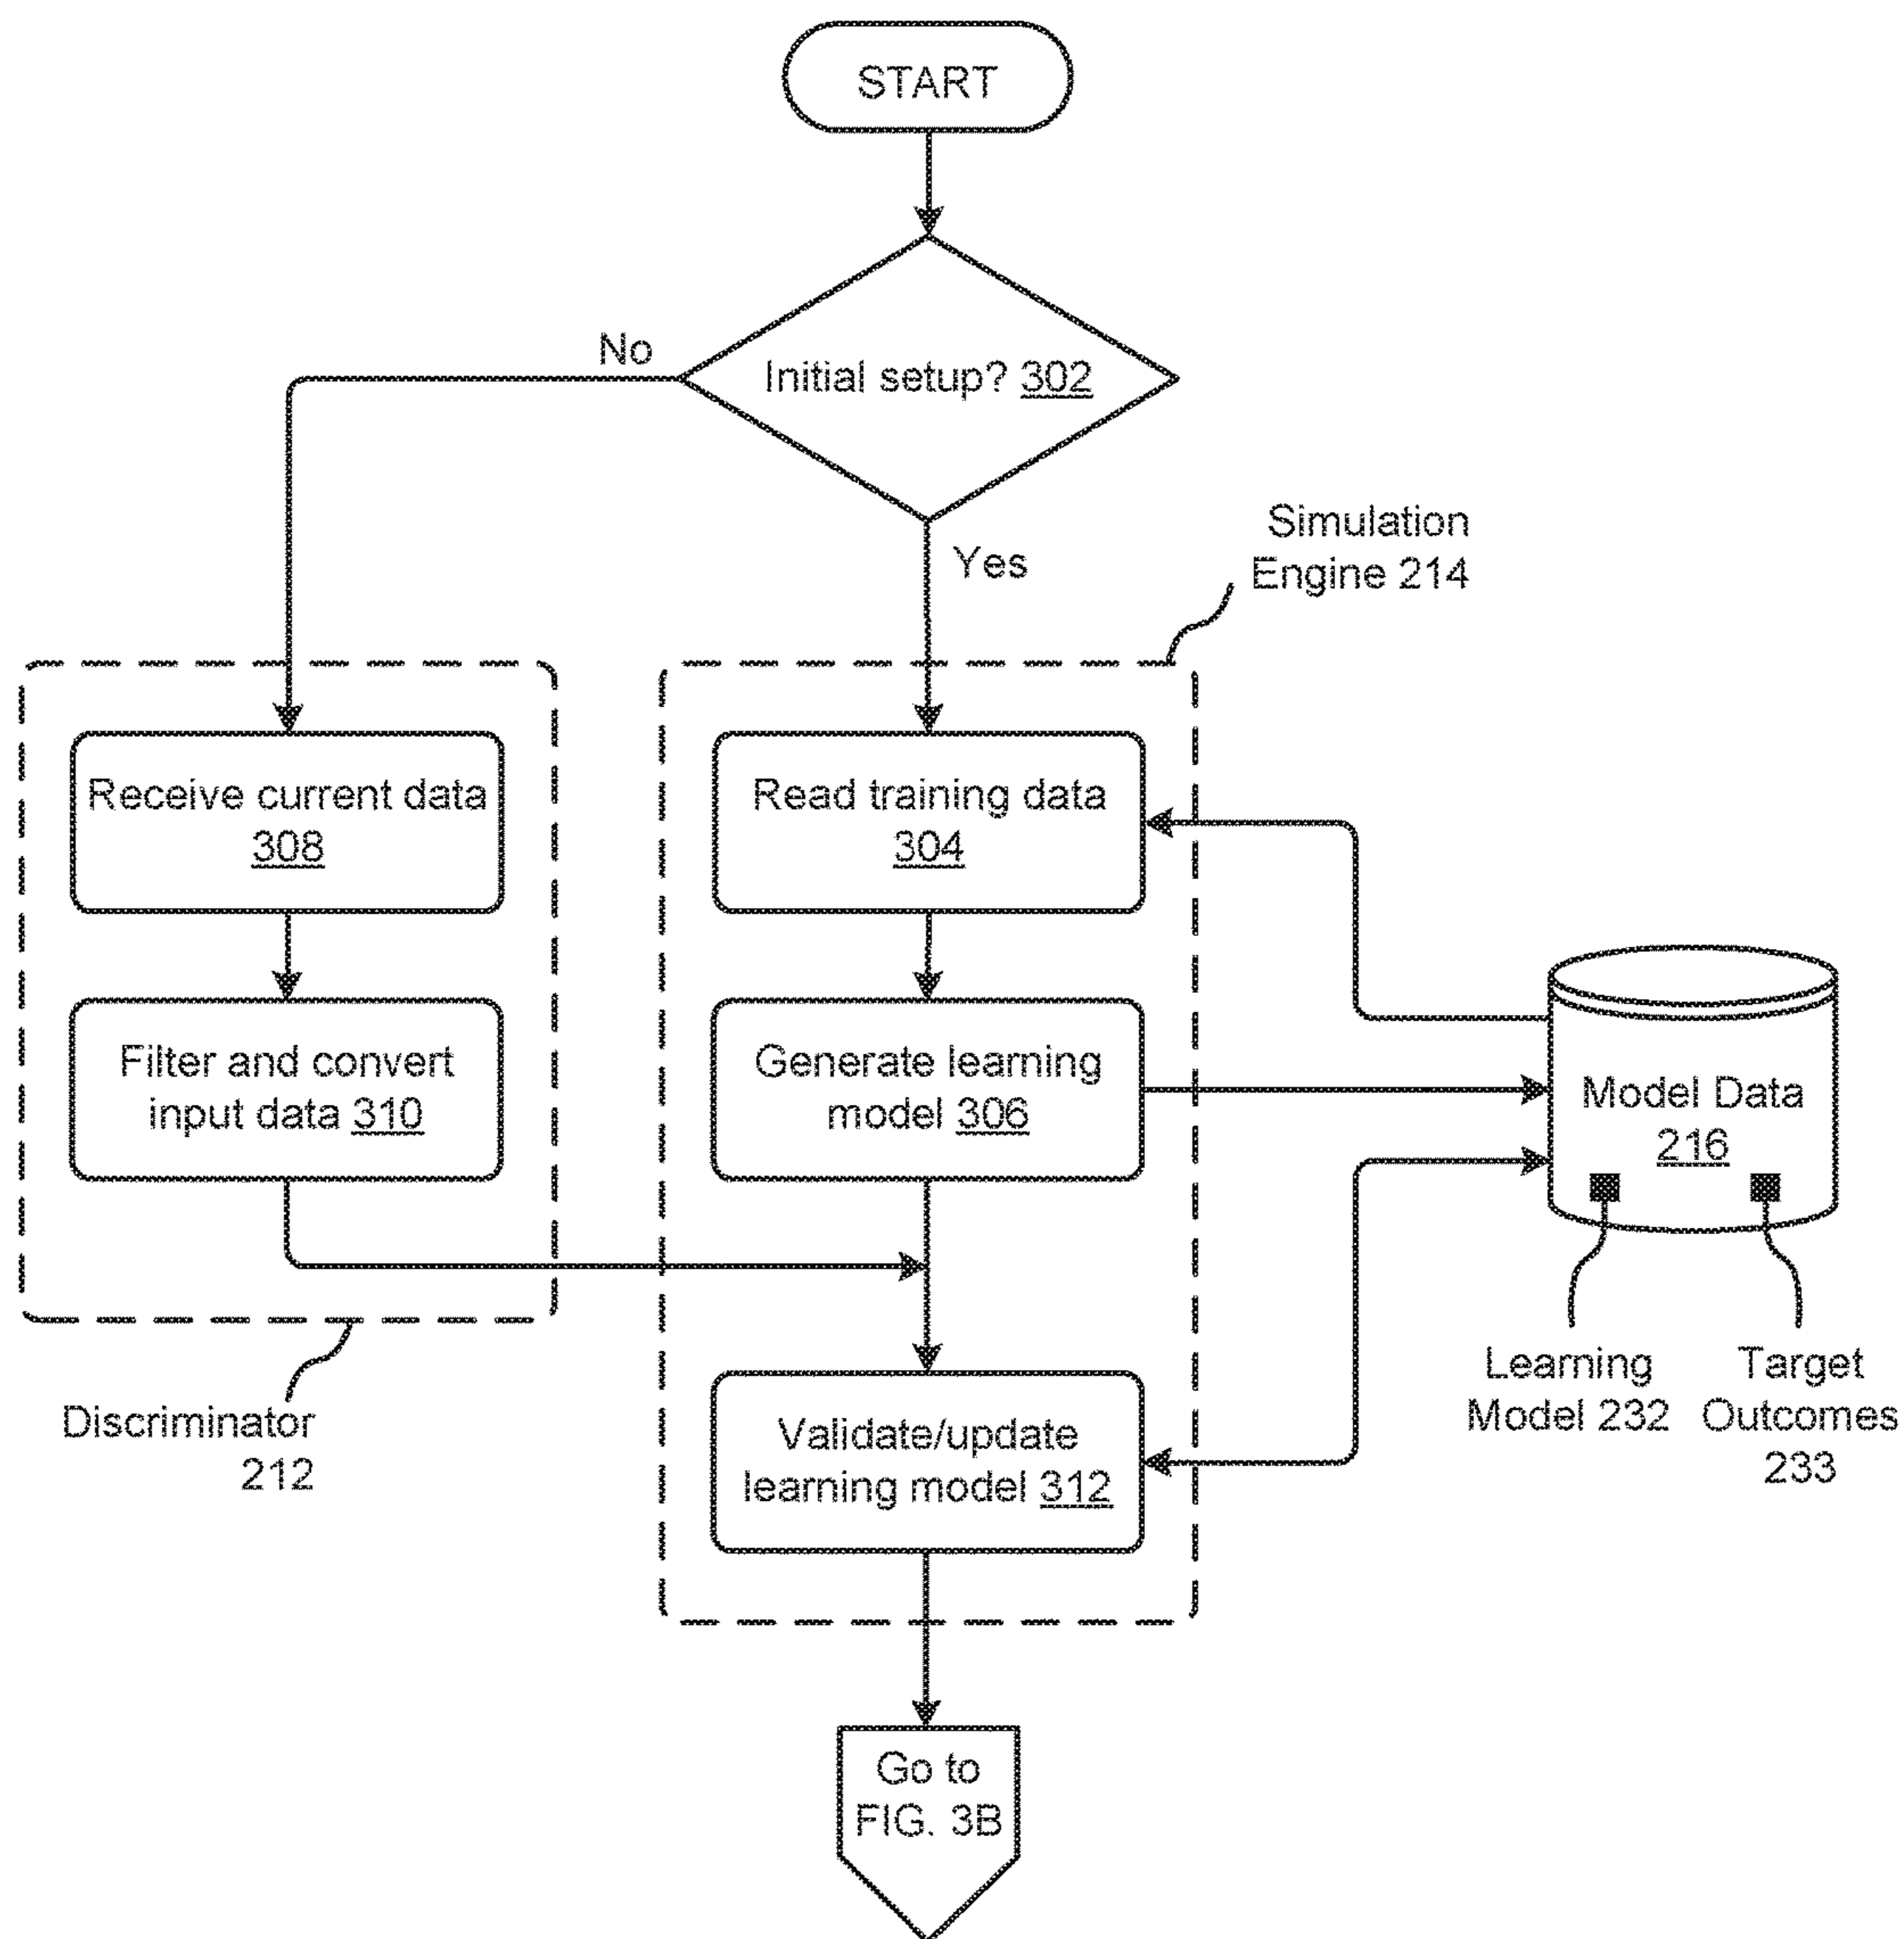 START
No
Initial setup? 302
Yes
Simulation
Engine 214
Receive current data
308
Read training data
304
Filter and convert
input data 310
Generate learning
model 306
Model Data
216
Learning
Model 232
Target
Outcomes
233
Discriminator
212
Validate/update
learning model 312
Go to
FIG. 3B